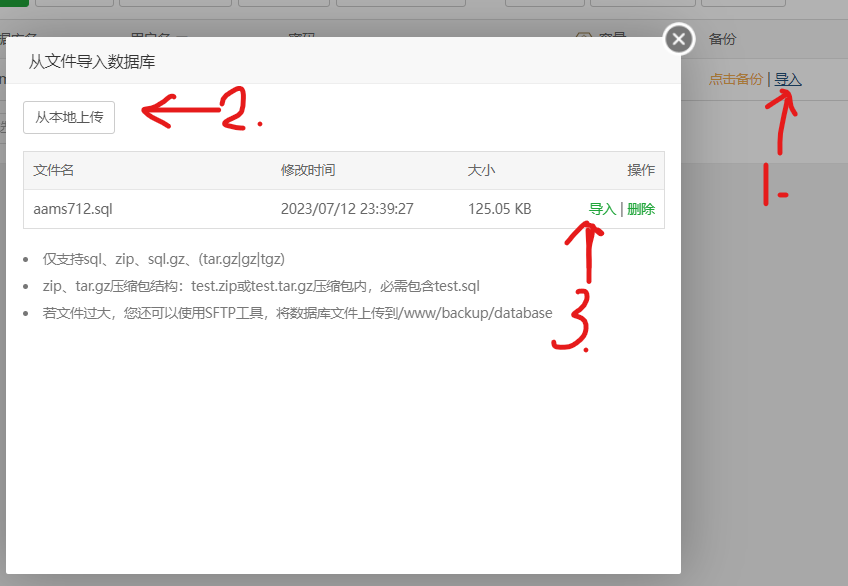 备份
点击备份 | 导入
从文件导入数据库
从本地上传
2.
1.
文件名 修改时间 大小 操作
aams712.sql 2023/07/12 23:39:27 125.05 KB 导入 | 删除
仅支持sql、zip、sql.gz、(tar.gz|gz|tgz)
zip、tar.gz压缩包结构：test.zip或test.tar.gz压缩包内，必需包含test.sql
若文件过大，您还可以使用SFTP工具，将数据库文件上传到/www/backup/database
3.